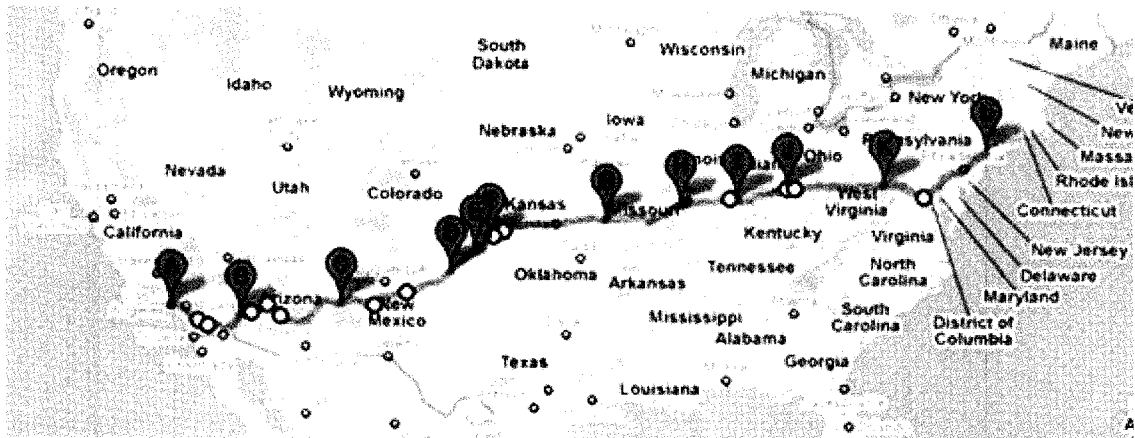 Maine
South
Dakota
Wisconsin
Oregon
Michigan
Idaho
Wyoming
New York
Iowa
Nebraska
Ve
New
Ohio
Massa
Nevada
Utah
Colorado
Rhode Isl
Kansas
West
Virginia
Connecticut
California
Kentucky
Virginia
New Jersey
Oklahoma
Tennessee
North
Carolina
Delaware
Arkansas
Maryland
New
Mexico
Mississippi
South
Carolina
District of
Columbia
Alabama
Texas
Georgia
Louisiana
A